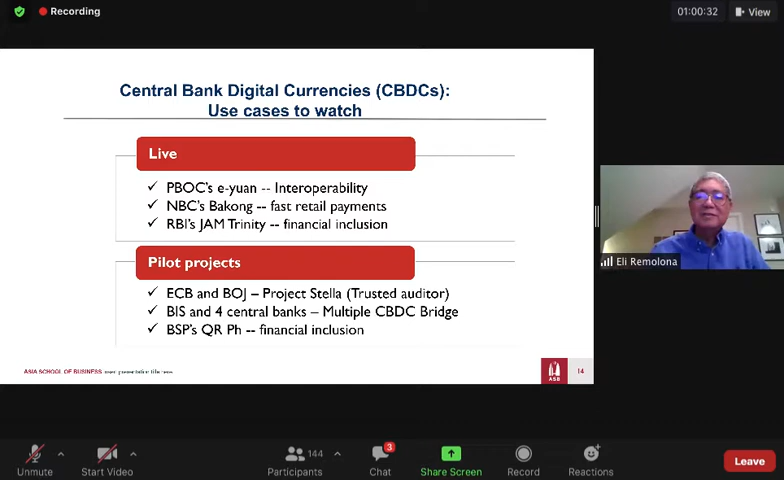 Recording
01:00:32
View
Central Bank Digital Currencies (CBDCs):
Use cases to watch
Live
✓ PBOC's e-yuan -- Interoperability
✓ NBC's Bakong -- fast retail payments
✓ RBI's JAM Trinity -- financial inclusion
Pilot projects
✓ ECB and BOJ – Project Stella (Trusted auditor)
✓ BIS and 4 central banks – Multiple CBDC Bridge
✓ BSP's QR Ph -- financial inclusion
ASIA SCHOOL OF BUSINESS
ASB
14
Eli Remolona
Unmute
Start Video
144
Participants
3
Chat
Share Screen
Record
Reactions
Leave